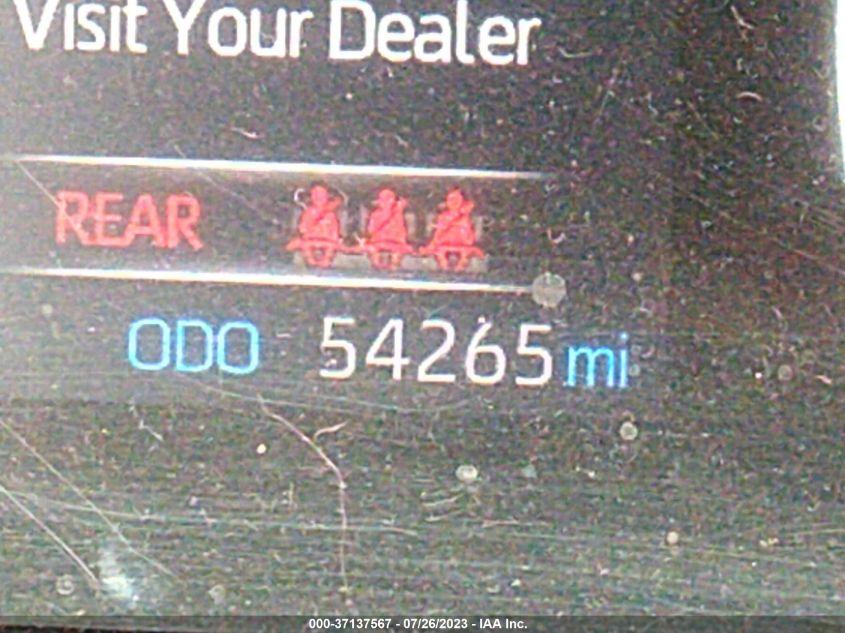 Visit Your Dealer
REAR
ODO 54265 mi
000-37137567 - 07/26/2023 - IAA Inc.